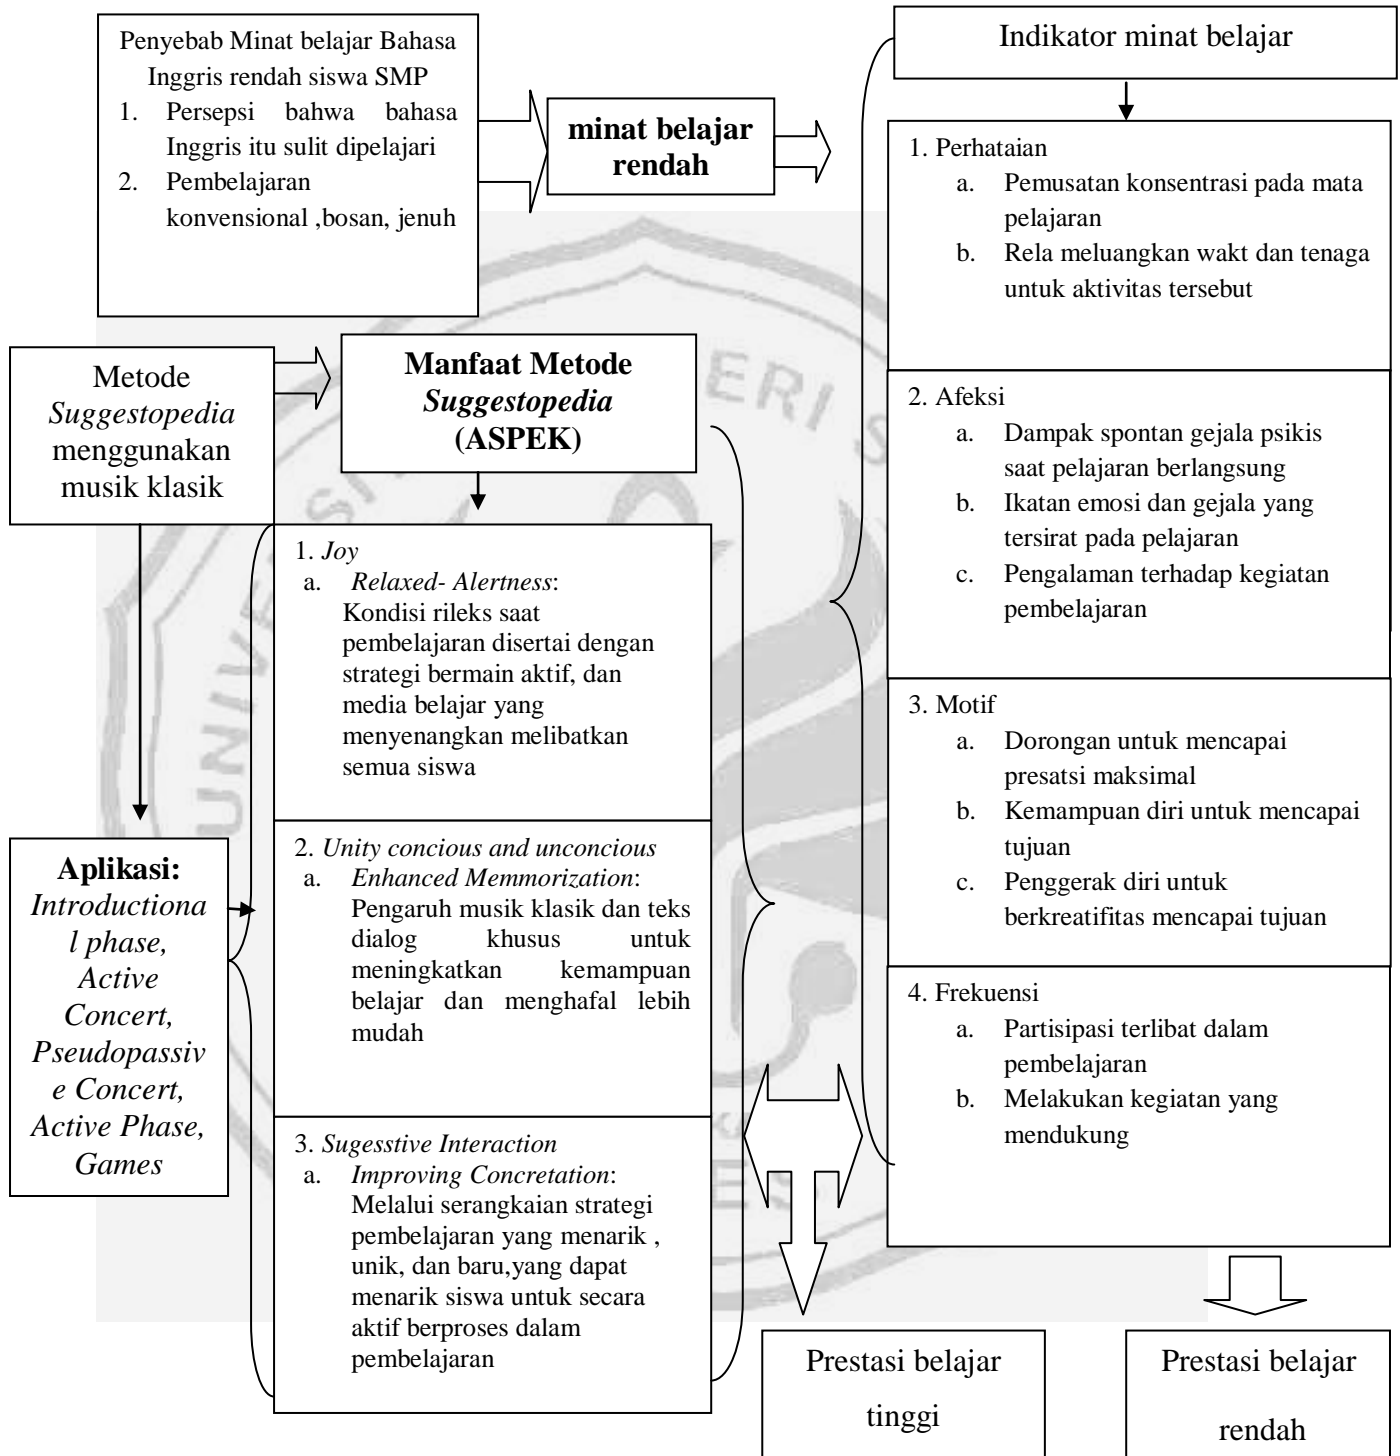 Penyebab Minat belajar Bahasa
Inggris rendah siswa SMP
1. Persepsi bahwa bahasa
Inggris itu sulit dipelajari
2. Pembelajaran
konvensional ,bosan, jenuh
minat belajar
rendah
Indikator minat belajar
1. Perhataian
a. Pemusatan konsentrasi pada mata
pelajaran
b. Rela meluangkan wakt dan tenaga
untuk aktivitas tersebut
2. Afeksi
a. Dampak spontan gejala psikis
saat pelajaran berlangsung
b. Ikatan emosi dan gejala yang
tersirat pada pelajaran
c. Pengalaman terhadap kegiatan
pembelajaran
3. Motif
a. Dorongan untuk mencapai
presatsi maksimal
b. Kemampuan diri untuk mencapai
tujuan
c. Penggerak diri untuk
berkreatifitas mencapai tujuan
4. Frekuensi
a. Partisipasi terlibat dalam
pembelajaran
b. Melakukan kegiatan yang
mendukung
Metode
Suggestopedia
menggunakan
musik klasik
Manfaat Metode
Suggestopedia
(ASPEK)
1. Joy
a. Relaxed- Alertness:
Kondisi rileks saat
pembelajaran disertai dengan
strategi bermain aktif, dan
media belajar yang
menyenangkan melibatkan
semua siswa
2. Unity concious and unconcious
a. Enhanced Memmorization:
Pengaruh musik klasik dan teks
dialog khusus untuk
meningkatkan kemampuan
belajar dan menghafal lebih
mudah
3. Sugesstive Interaction
a. Improving Concretation:
Melalui serangkaian strategi
pembelajaran yang menarik ,
unik, dan baru,yang dapat
menarik siswa untuk secara
aktif berproses dalam
pembelajaran
Aplikasi:
Introductiona
l phase,
Active
Concert,
Pseudopassiv
e Concert,
Active Phase,
Games
Prestasi belajar
tinggi
Prestasi belajar
rendah